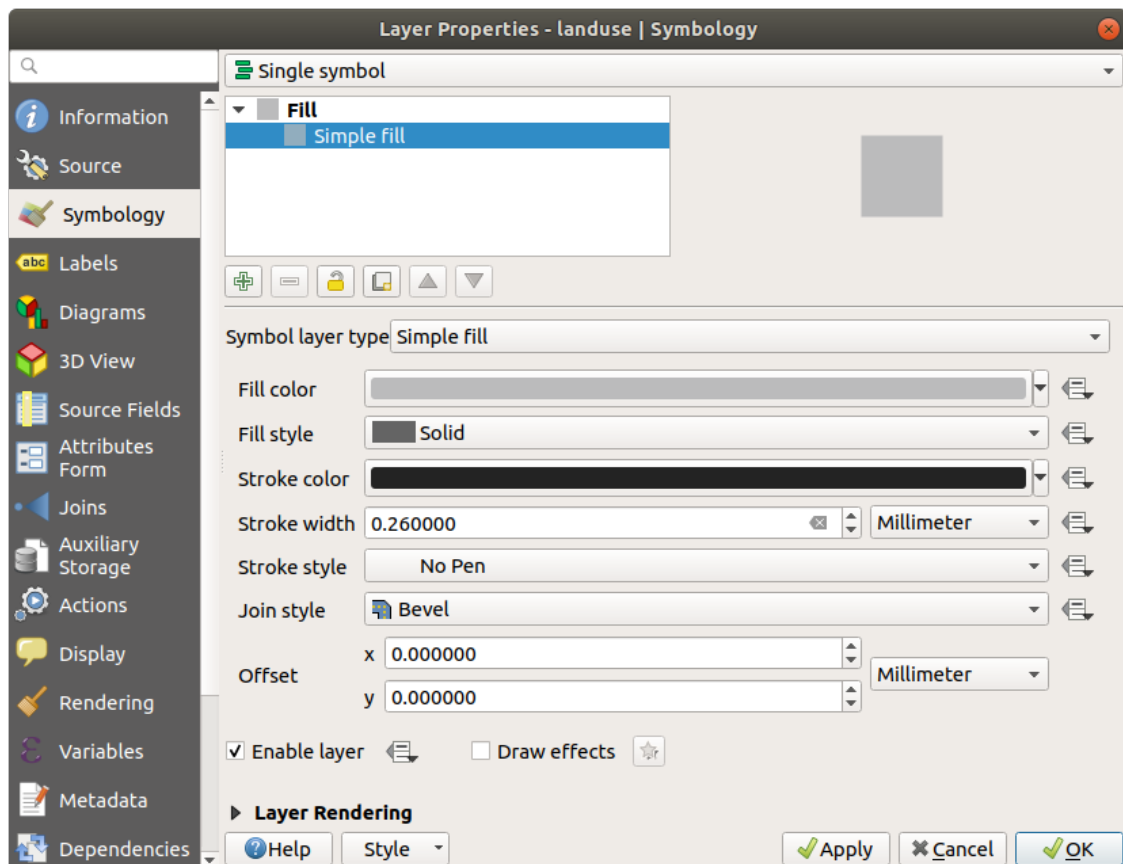 Layer Properties - landuse | Symbology
Single symbol
Information
Source
Symbology
abc Labels
Diagrams
3D View
Source Fields
Attributes
Form
Joins
Auxiliary
Storage
Actions
Display
Rendering
Variables
Metadata
Dependencies
Fill
Simple fill
Symbol layer type Simple fill
Fill color
Fill style Solid
Stroke color
Stroke width 0.260000 Millimeter
Stroke style No Pen
Join style Bevel
Offset
x 0.000000
Millimeter
y 0.000000
Enable layer Draw effects
Layer Rendering
Help Style Apply Cancel OK